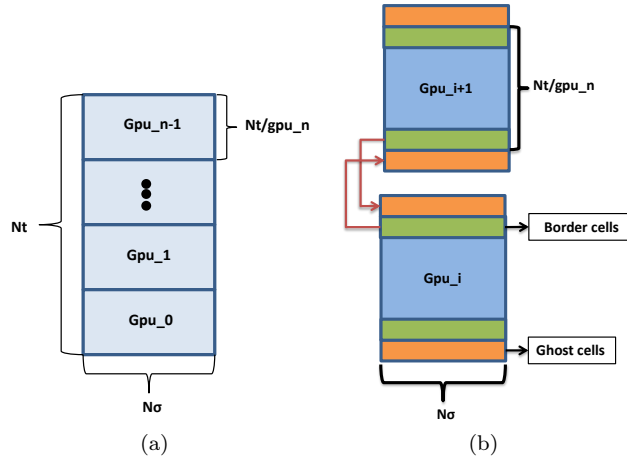 Gpu_n-1
Nt/gpu_n
Nt
Gpu_1
Gpu_0
Nσ
(a)
Gpu_i+1
Nt/gpu_n
Border cells
Gpu_i
Ghost cells
Nσ
(b)